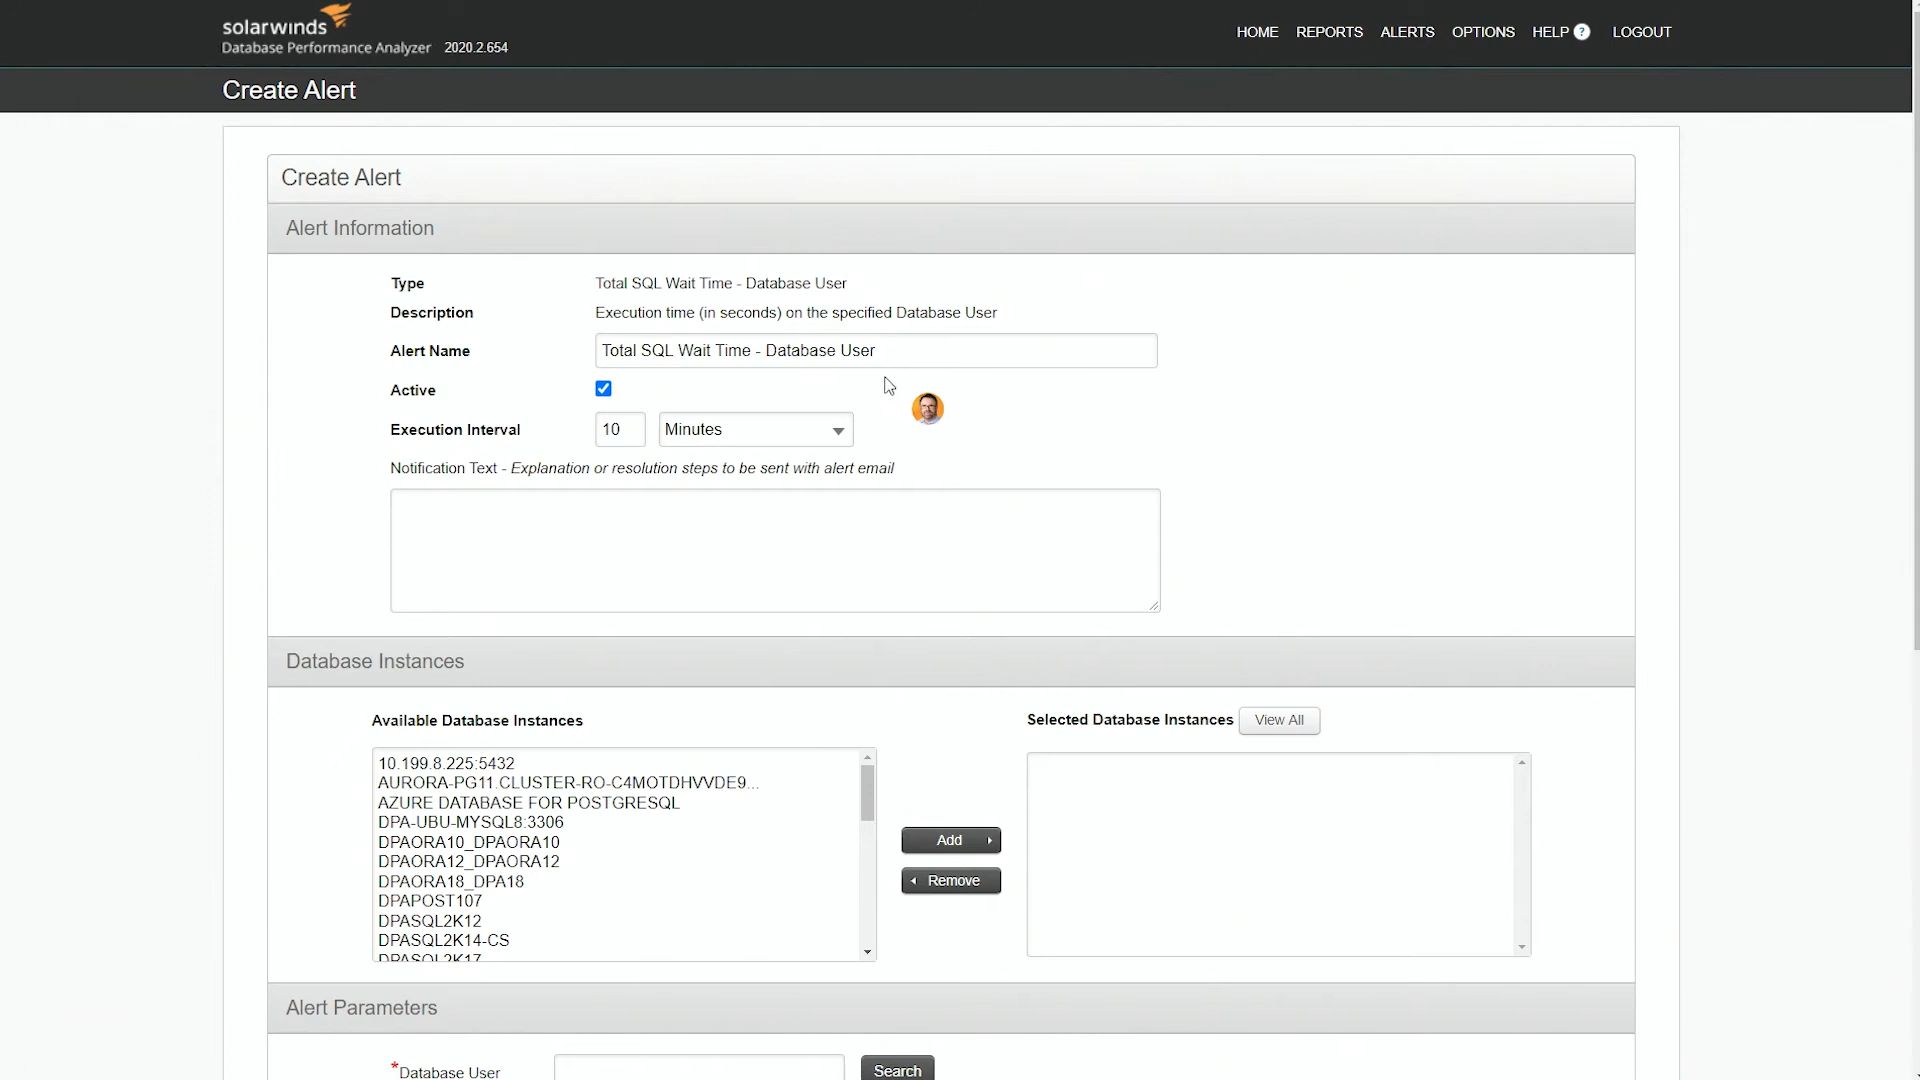 solarwinds
Database Performance Analyzer 2020.2.654
HOME REPORTS ALERTS OPTIONS HELP ? LOGOUT
Create Alert
Create Alert
Alert Information
Type Total SQL Wait Time - Database User
Description Execution time (in seconds) on the specified Database User
Alert Name Total SQL Wait Time - Database User
Active
Execution Interval 10 Minutes
Notification Text - Explanation or resolution steps to be sent with alert email
Database Instances
Available Database Instances
Selected Database Instances View All
10.199.8.225:5432
AURORA-PG11.CLUSTER-RO-C4MOTDHVVDE9...
AZURE DATABASE FOR POSTGRESQL
DPA-UBU-MYSQL8:3306
DPAORA10_DPAORA10
DPAORA12_DPAORA12
DPAORA18_DPA18
DPAPOST107
DPASQL2K12
DPASQL2K14-CS
DPASQL2K17
Add
Remove
Alert Parameters
*Database User Search